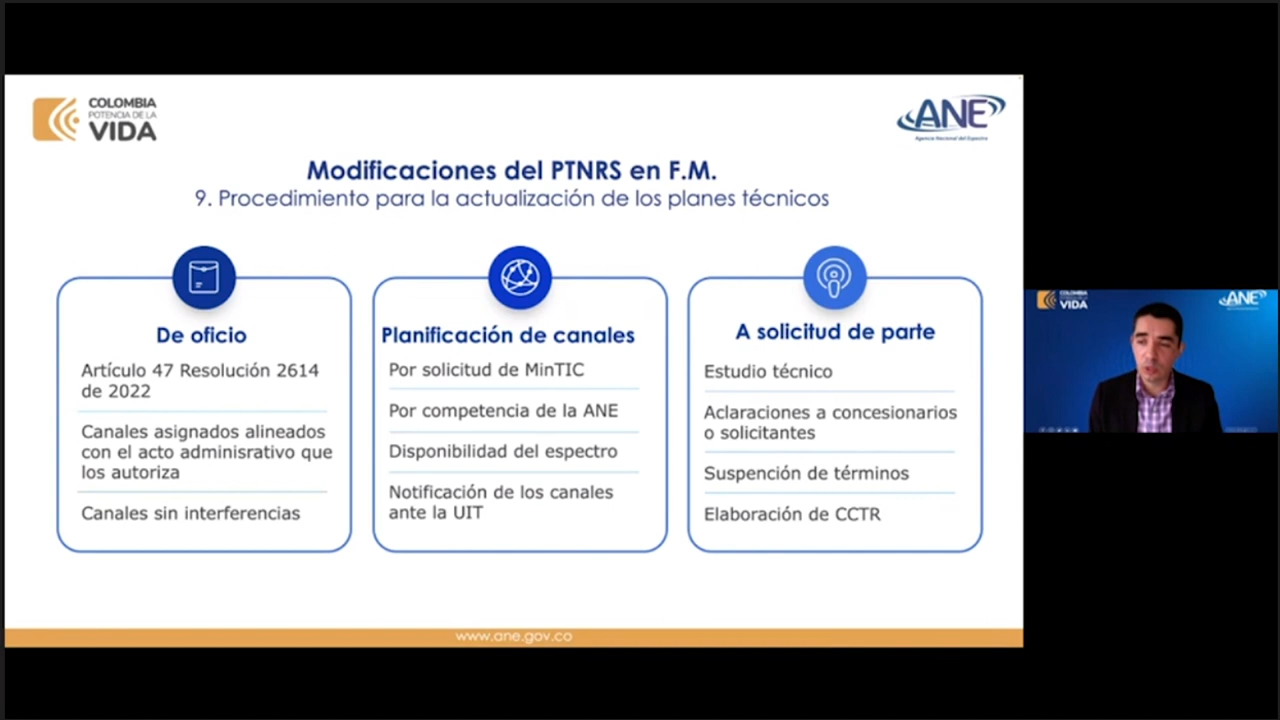 COLOMBIA
POTENCIA DE LA
VIDA
ANE
Agencia Nacional del Espectro
Modificaciones del PTNRS en F.M.
9. Procedimiento para la actualización de los planes técnicos
De oficio
Artículo 47 Resolución 2614
de 2022
Canales asignados alineados
con el acto adminisrativo que
los autoriza
Canales sin interferencias
Planificación de canales
Por solicitud de MinTIC
Por competencia de la ANE
Disponibilidad del espectro
Notificación de los canales
ante la UIT
A solicitud de parte
Estudio técnico
Aclaraciones a concesionarios
o solicitantes
Suspención de términos
Elaboración de CCTR
www.ane.gov.co
COLOMBIA
POTENCIA DE LA
VIDA
ANE